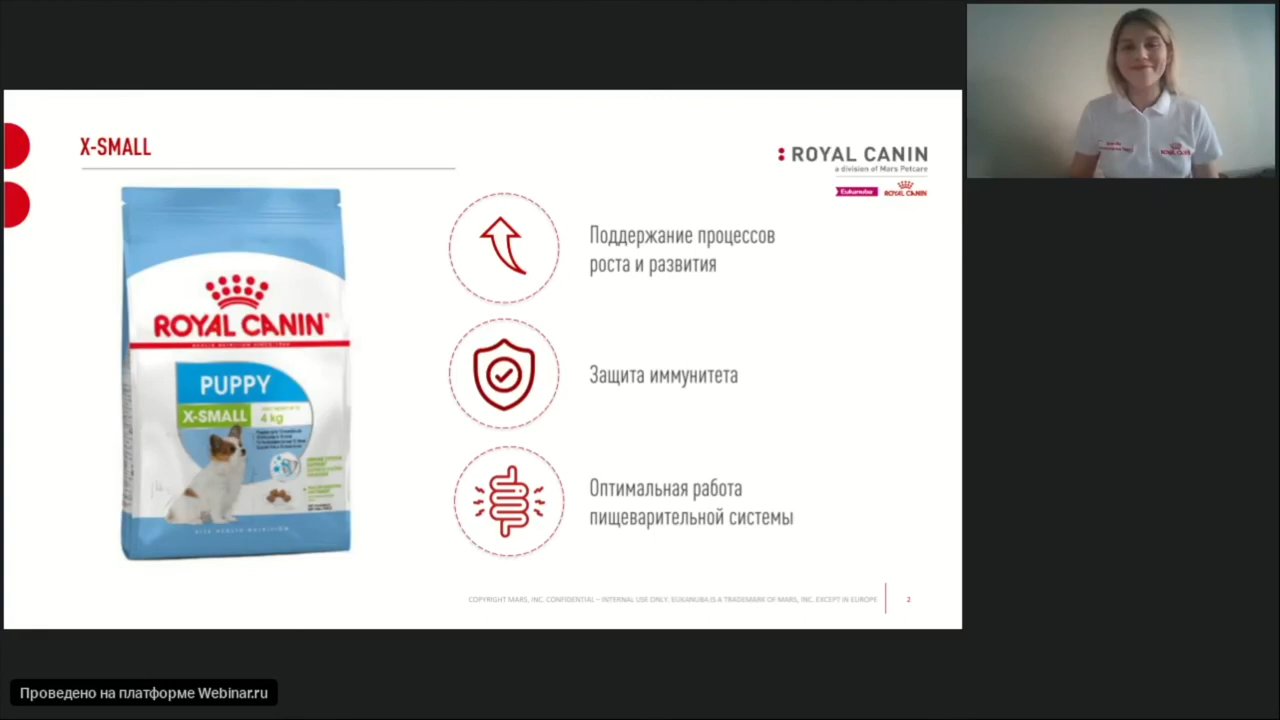 X-SMALL
ROYAL CANIN
a division of Mars Petcare
Eukanuba
ROYAL CANIN
Поддержание процессов
роста и развития
ROYAL CANIN
PUPPY
X-SMALL
4 kg
Защита иммунитета
Оптимальная работа
пищеварительной системы
COPYRIGHT MARS, INC. CONFIDENTIAL – INTERNAL USE ONLY. EUKANUBA IS A TRADEMARK OF MARS, INC. EXCEPT IN EUROPE
2
Проведено на платформе Webinar.ru